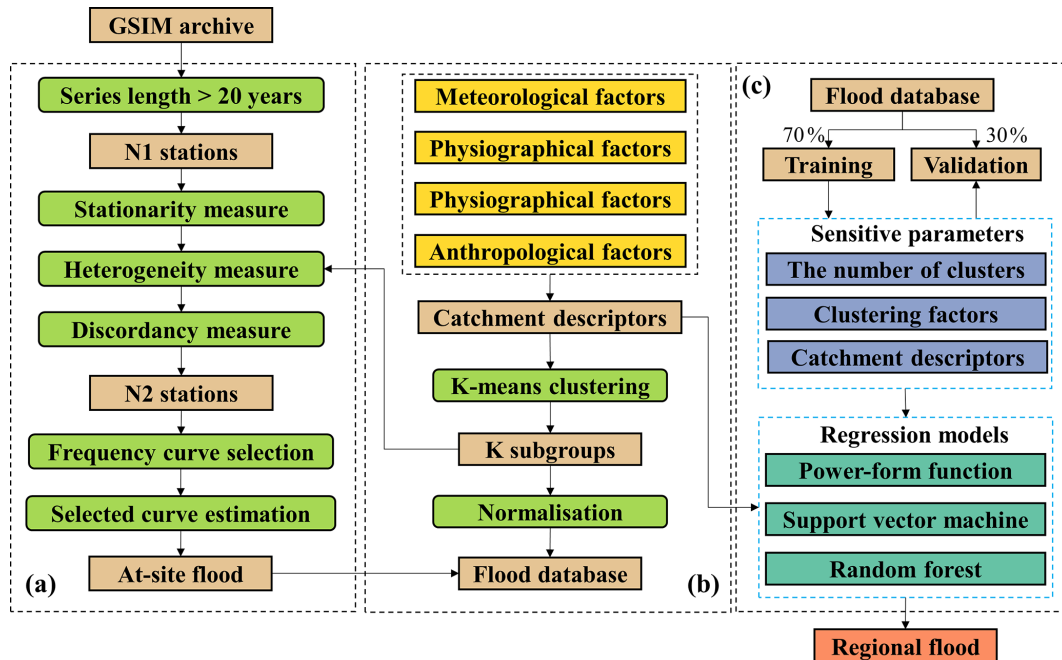 GSIM archive
Series length > 20 years
N1 stations
Stationarity measure
Heterogeneity measure
Discordancy measure
N2 stations
Frequency curve selection
Selected curve estimation
At-site flood
(a)
Meteorological factors
Physiographical factors
Physiographical factors
Anthropological factors
Catchment descriptors
K-means clustering
K subgroups
Normalisation
Flood database
(b)
(c)
Flood database
70%
30%
Training
Validation
Sensitive parameters
The number of clusters
Clustering factors
Catchment descriptors
Regression models
Power-form function
Support vector machine
Random forest
Regional flood